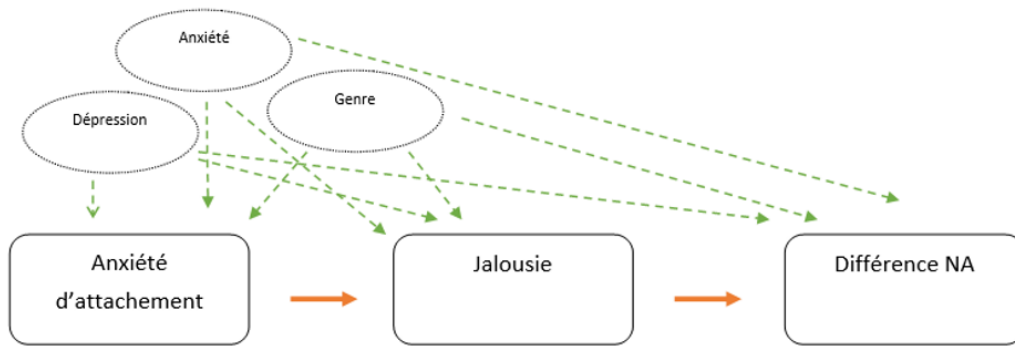 Anxiété
Genre
Dépression
Anxiété
d’attachement
Jalousie
Différence NA